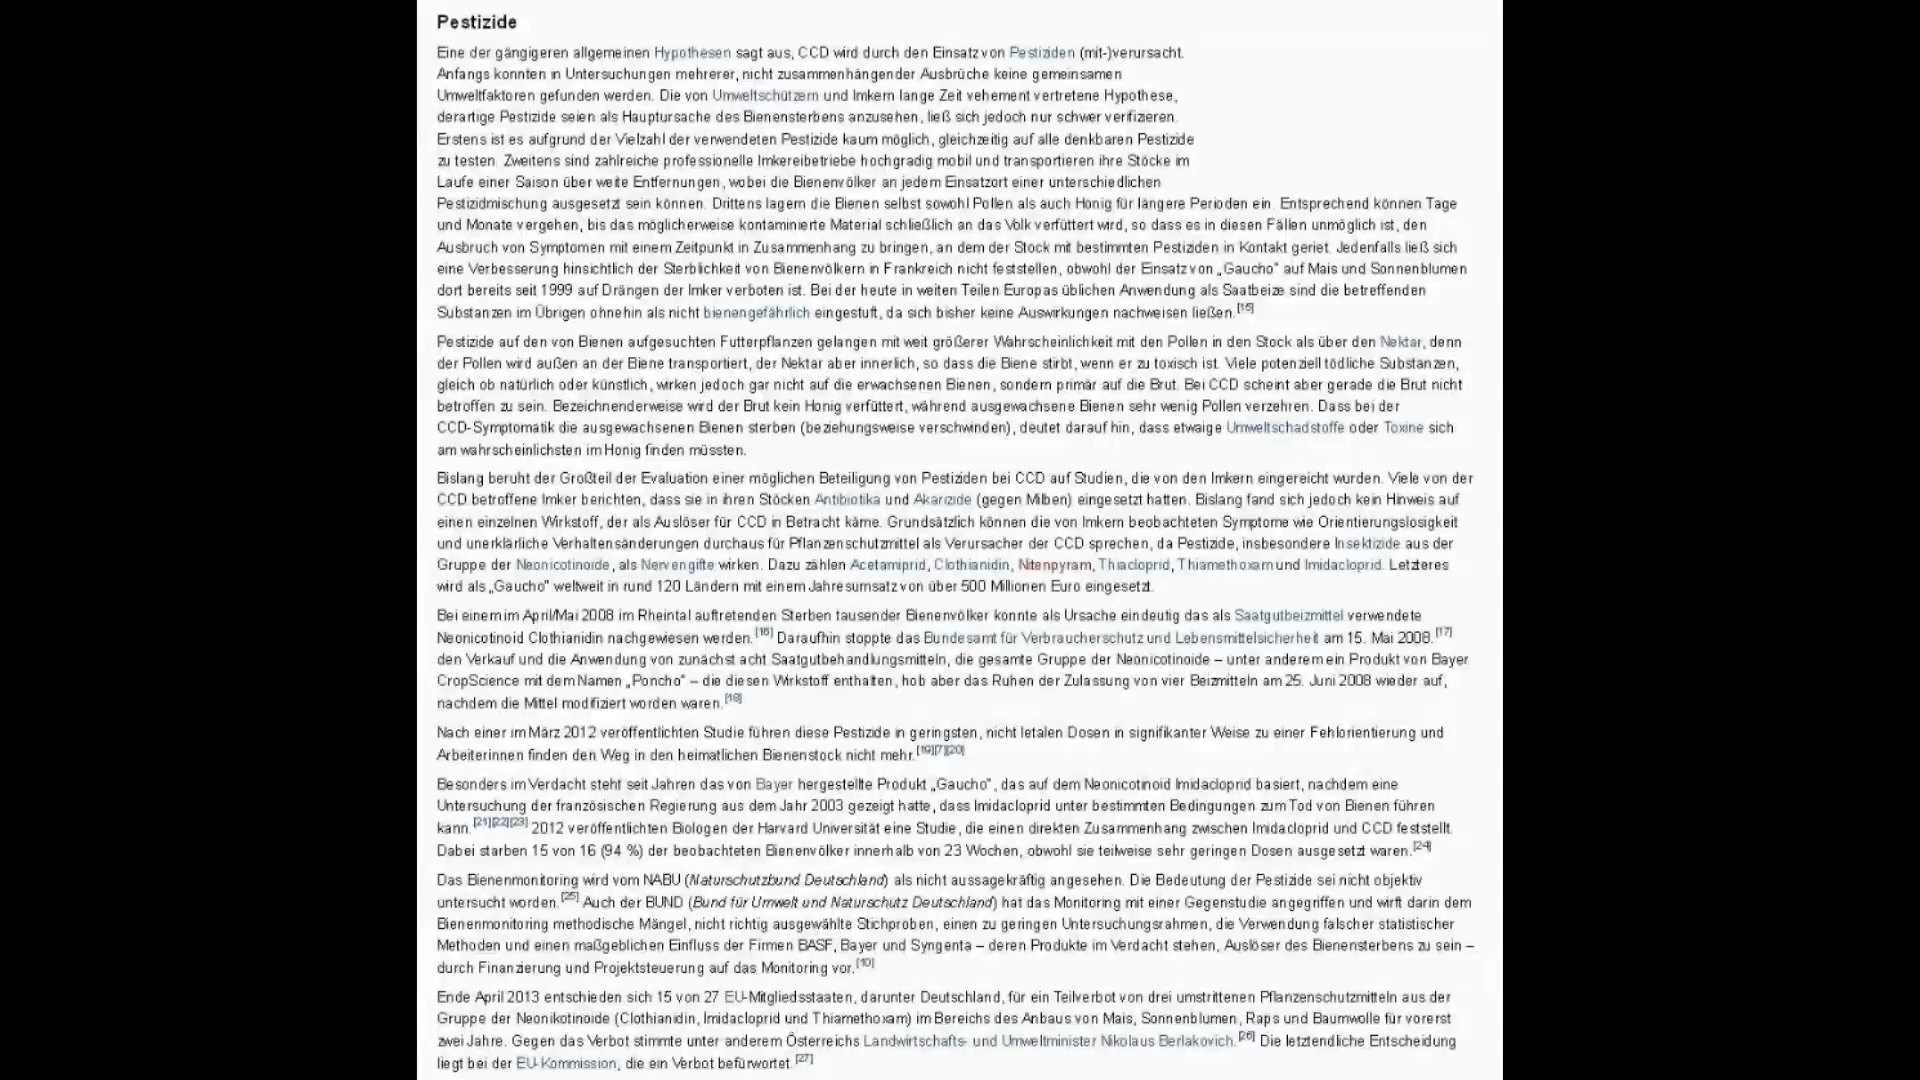 Pestizide
Eine der gängigeren allgemeinen Hypothesen sagt aus, CCD wird durch den Einsatz von Pestiziden (mit-)verursacht.
Anfangs konnten in Untersuchungen mehrerer, nicht zusammenhängender Ausbrüche keine gemeinsamen
Umweltfaktoren gefunden werden. Die von Umweltschützern und Imkern lange Zeit vehement vertretene Hypothese,
derartige Pestizide seien als Hauptursache des Bienensterbens anzusehen, ließ sich jedoch nur schwer verifizieren.
Erstens ist es aufgrund der Vielzahl der verwendeten Pestizide kaum möglich, gleichzeitig auf alle denkbaren Pestizide
zu testen. Zweitens sind zahlreiche professionelle Imkereibetriebe hochgradig mobil und transportieren ihre Stöcke im
Laufe einer Saison über weite Entfernungen, wobei die Bienenvölker an jedem Einsatzort einer unterschiedlichen
Pestizidmischung ausgesetzt sein können. Drittens lagern die Bienen selbst sowohl Pollen als auch Honig für längere Perioden ein. Entsprechend können Tage
und Monate vergehen, bis das möglicherweise kontaminierte Material schließlich an das Volk verfüttert wird, so dass es in diesen Fällen unmöglich ist, den
Ausbruch von Symptomen mit einem Zeitpunkt in Zusammenhang zu bringen, an dem der Stock mit bestimmten Pestiziden in Kontakt geriet. Jedenfalls ließ sich
eine Verbesserung hinsichtlich der Sterblichkeit von Bienenvölkern in Frankreich nicht feststellen, obwohl der Einsatz von „Gaucho“ auf Mais und Sonnenblumen
dort bereits seit 1999 auf Drängen der Imker verboten ist. Bei der heute in weiten Teilen Europas üblichen Anwendung als Saatbeize sind die betreffenden
Substanzen im Übrigen ohnehin als nicht bienengefährlich eingestuft, da sich bisher keine Auswirkungen nachweisen ließen.[15]
Pestizide auf den von Bienen aufgesuchten Futterpflanzen gelangen mit weit größerer Wahrscheinlichkeit mit den Pollen in den Stock als über den Nektar, denn
der Pollen wird außen an der Biene transportiert, der Nektar aber innerlich, so dass die Biene stirbt, wenn er zu toxisch ist. Viele potenziell tödliche Substanzen,
gleich ob natürlich oder künstlich, wirken jedoch gar nicht auf die erwachsenen Bienen, sondern primär auf die Brut. Bei CCD scheint aber gerade die Brut nicht
betroffen zu sein. Bezeichnenderweise wird der Brut kein Honig verfüttert, während ausgewachsene Bienen sehr wenig Pollen verzehren. Dass bei der
CCD-Symptomatik die ausgewachsenen Bienen sterben (beziehungsweise verschwinden), deutet darauf hin, dass etwaige Umweltschadstoffe oder Toxine sich
am wahrscheinlichsten im Honig finden müssten.
Bislang beruht der Großteil der Evaluation einer möglichen Beteiligung von Pestiziden bei CCD auf Studien, die von den Imkern eingereicht wurden. Viele von der
CCD betroffene Imker berichten, dass sie in ihren Stöcken Antibiotika und Akarizide (gegen Milben) eingesetzt hatten. Bislang fand sich jedoch kein Hinweis auf
einen einzelnen Wirkstoff, der als Auslöser für CCD in Betracht käme. Grundsätzlich können die von Imkern beobachteten Symptome wie Orientierungslosigkeit
und unerklärliche Verhaltensänderungen durchaus für Pflanzenschutzmittel als Verursacher der CCD sprechen, da Pestizide, insbesondere Insektizide aus der
Gruppe der Neonicotinoide, als Nervengifte wirken. Dazu zählen Acetamiprid, Clothianidin, Nitenpyram, Thiacloprid, Thiamethoxam und Imidacloprid. Letzteres
wird als „Gaucho“ weltweit in rund 120 Ländern mit einem Jahresumsatz von über 500 Millionen Euro eingesetzt.
Bei einem im April/Mai 2008 im Rheintal auftretenden Sterben tausender Bienenvölker konnte als Ursache eindeutig das als Saatgutbeizmittel verwendete
Neonicotinoid Clothianidin nachgewiesen werden.[16] Daraufhin stoppte das Bundesamt für Verbraucherschutz und Lebensmittelsicherheit am 15. Mai 2008.[17]
den Verkauf und die Anwendung von zunächst acht Saatgutbehandlungsmitteln, die gesamte Gruppe der Neonicotinoide – unter anderem ein Produkt von Bayer
CropScience mit dem Namen „Poncho“ – die diesen Wirkstoff enthalten, hob aber das Ruhen der Zulassung von vier Beizmitteln am 25. Juni 2008 wieder auf,
nachdem die Mittel modifiziert worden waren.[18]
Nach einer im März 2012 veröffentlichten Studie führen diese Pestizide in geringsten, nicht letalen Dosen in signifikanter Weise zu einer Fehlorientierung und
Arbeiterinnen finden den Weg in den heimatlichen Bienenstock nicht mehr.[19][7][20]
Besonders im Verdacht steht seit Jahren das von Bayer hergestellte Produkt „Gaucho“, das auf dem Neonicotinoid Imidacloprid basiert, nachdem eine
Untersuchung der französischen Regierung aus dem Jahr 2003 gezeigt hatte, dass Imidacloprid unter bestimmten Bedingungen zum Tod von Bienen führen
kann.[21][22][23] 2012 veröffentlichten Biologen der Harvard Universität eine Studie, die einen direkten Zusammenhang zwischen Imidacloprid und CCD feststellt.
Dabei starben 15 von 16 (94 %) der beobachteten Bienenvölker innerhalb von 23 Wochen, obwohl sie teilweise sehr geringen Dosen ausgesetzt waren.[24]
Das Bienenmonitoring wird vom NABU (Naturschutzbund Deutschland) als nicht aussagekräftig angesehen. Die Bedeutung der Pestizide sei nicht objektiv
untersucht worden.[25] Auch der BUND (Bund für Umwelt und Naturschutz Deutschland) hat das Monitoring mit einer Gegenstudie angegriffen und wirft darin dem
Bienenmonitoring methodische Mängel, nicht richtig ausgewählte Stichproben, einen zu geringen Untersuchungsrahmen, die Verwendung falscher statistischer
Methoden und einen maßgeblichen Einfluss der Firmen BASF, Bayer und Syngenta – deren Produkte im Verdacht stehen, Auslöser des Bienensterbens zu sein –
durch Finanzierung und Projektsteuerung auf das Monitoring vor.[10]
Ende April 2013 entschieden sich 15 von 27 EU-Mitgliedsstaaten, darunter Deutschland, für ein Teilverbot von drei umstrittenen Pflanzenschutzmitteln aus der
Gruppe der Neonikotinoide (Clothianidin, Imidacloprid und Thiamethoxam) im Bereichs des Anbaus von Mais, Sonnenblumen, Raps und Baumwolle für vorerst
zwei Jahre. Gegen das Verbot stimmte unter anderem Österreichs Landwirtschafts- und Umweltminister Nikolaus Berlakovich.[26] Die letztendliche Entscheidung
liegt bei der EU-Kommission, die ein Verbot befürwortet.[27]